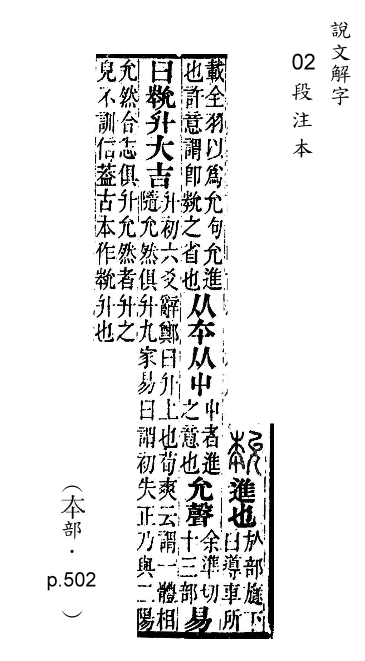 說文解字
02段注本
𡴞進也㫃部旞下
曰導車所
載全羽以爲允句允進
也許意謂卽𡴞之省也
从夲从屮屮者進
之意也
允聲余準切
十三部
易
曰𡴞升大吉升初六爻辭鄭曰升上也荀爽云謂一體相
隨允然俱升九家易曰謂初失正乃與二陽
允然合志俱升允然者升之
皃不訓信葢古本作𡴞升也
（夲部・p.502）